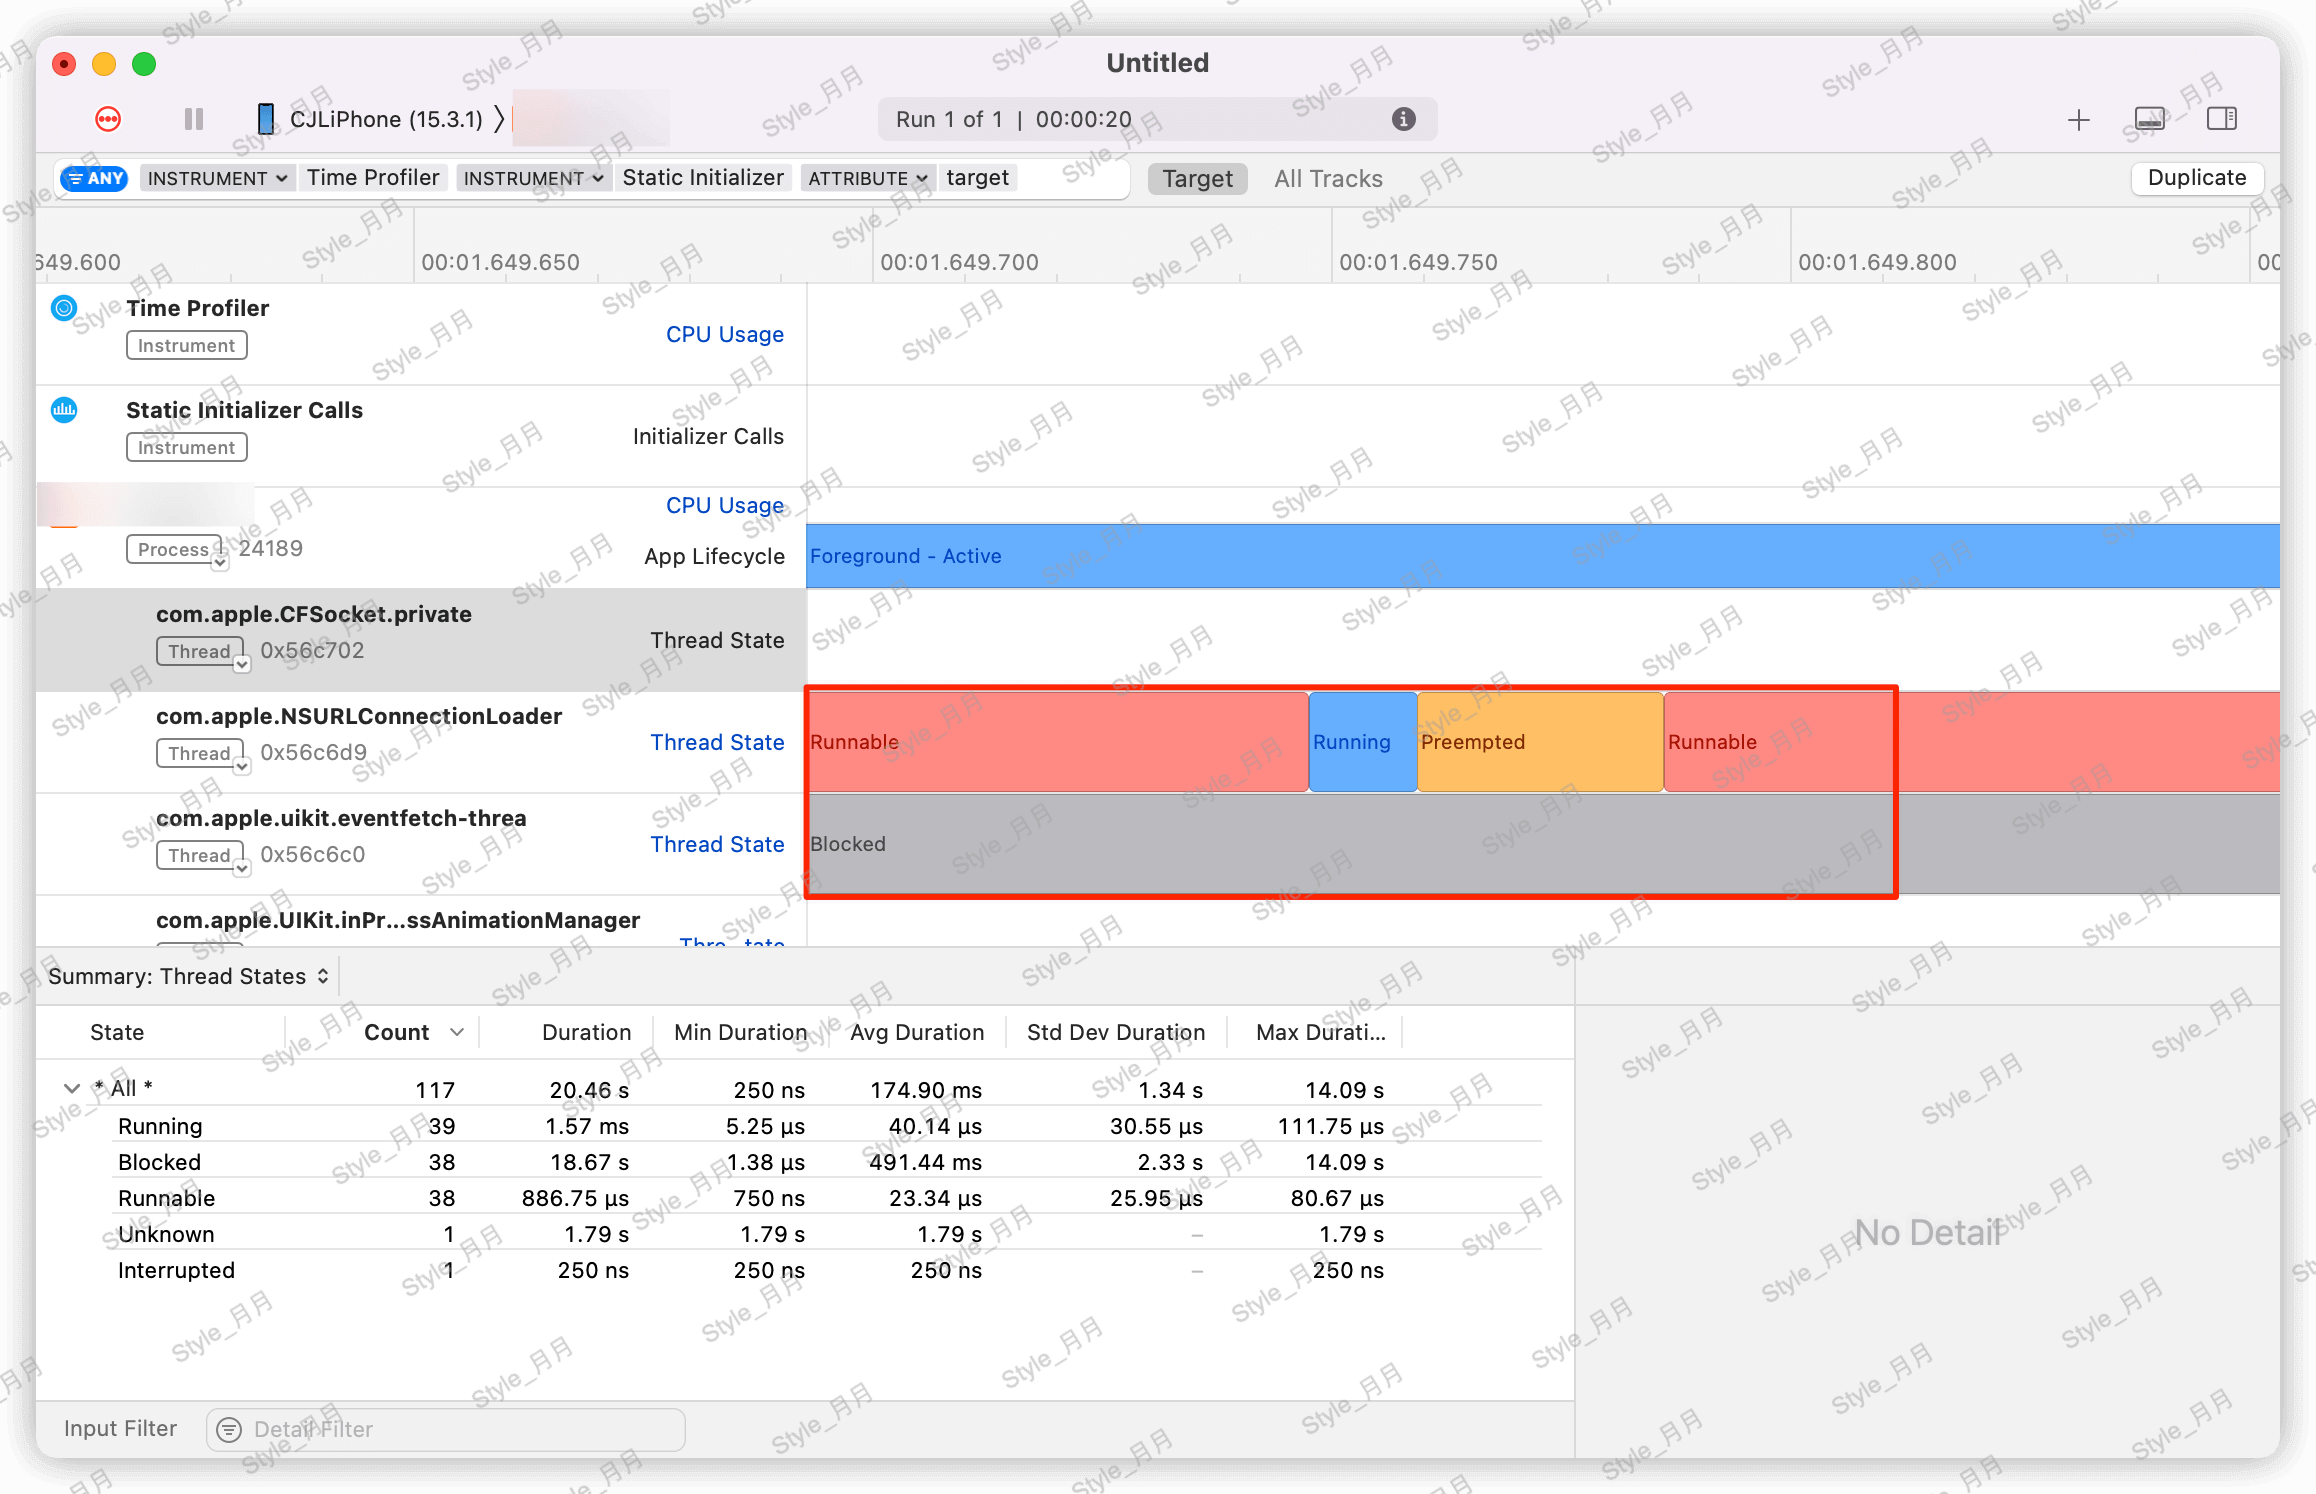 Untitled
CJLiPhone (15.3.1)
Run 1 of 1 | 00:00:20
ANY INSTRUMENT Time Profiler INSTRUMENT Static Initializer ATTRIBUTE target Target All Tracks Duplicate
649.600 00:01.649.650 00:01.649.700 00:01.649.750 00:01.649.800 00
Time Profiler
Instrument
CPU Usage
Static Initializer Calls
Instrument
Initializer Calls
CPU Usage
Process 24189
App Lifecycle
Foreground - Active
com.apple.CFSocket.private
Thread 0x56c702
Thread State
com.apple.NSURLConnectionLoader
Thread 0x56c6d9
Thread State
Runnable Running Preempted Runnable
com.apple.uikit.eventfetch-threa
Thread 0x56c6c0
Thread State
Blocked
com.apple.UIKit.inPr...ssAnimationManager
Summary: Thread States
State Count Duration Min Duration Avg Duration Std Dev Duration Max Durati...
* All * 117 20.46 s 250 ns 174.90 ms 1.34 s 14.09 s
Running 39 1.57 ms 5.25 µs 40.14 µs 30.55 µs 111.75 µs
Blocked 38 18.67 s 1.38 µs 491.44 ms 2.33 s 14.09 s
Runnable 38 886.75 µs 750 ns 23.34 µs 25.95 µs 80.67 µs
Unknown 1 1.79 s 1.79 s 1.79 s – 1.79 s
Interrupted 1 250 ns 250 ns 250 ns – 250 ns
No Detail
Input Filter Detail Filter
Style_月月